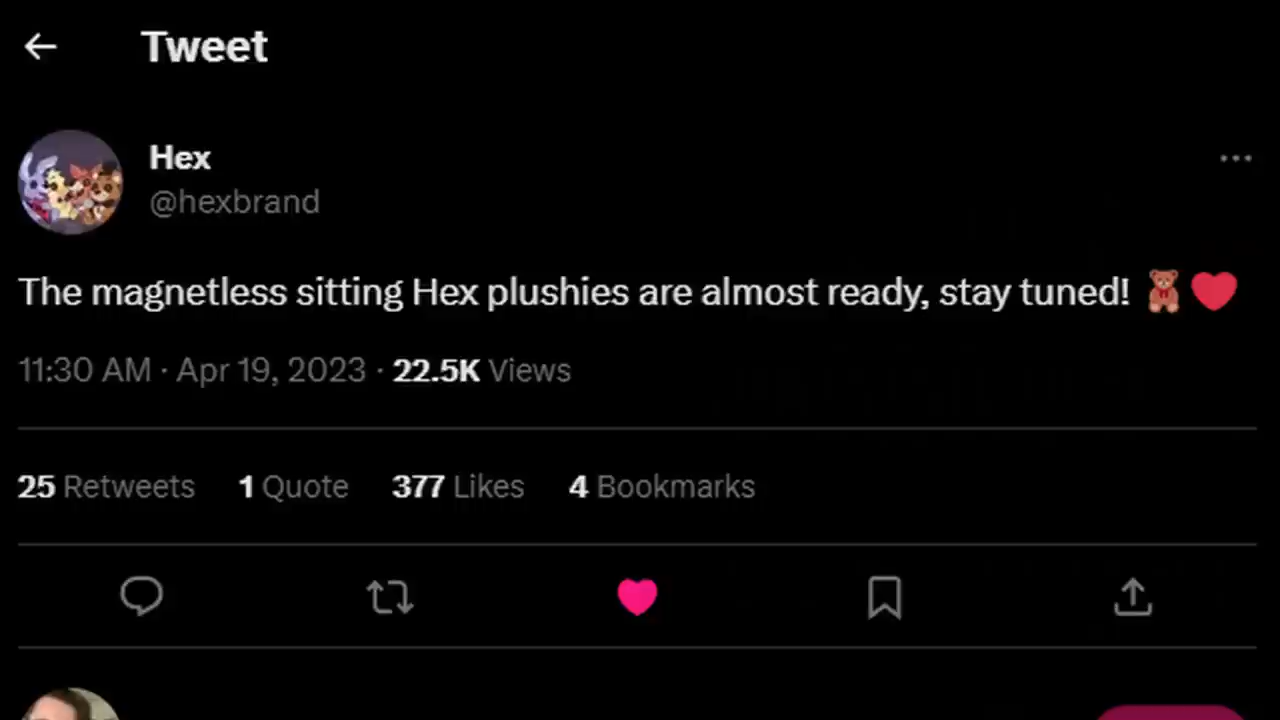 Tweet
Hex
@hexbrand
The magnetless sitting Hex plushies are almost ready, stay tuned! 🧸❤️
11:30 AM · Apr 19, 2023 · 22.5K Views
25 Retweets 1 Quote 377 Likes 4 Bookmarks